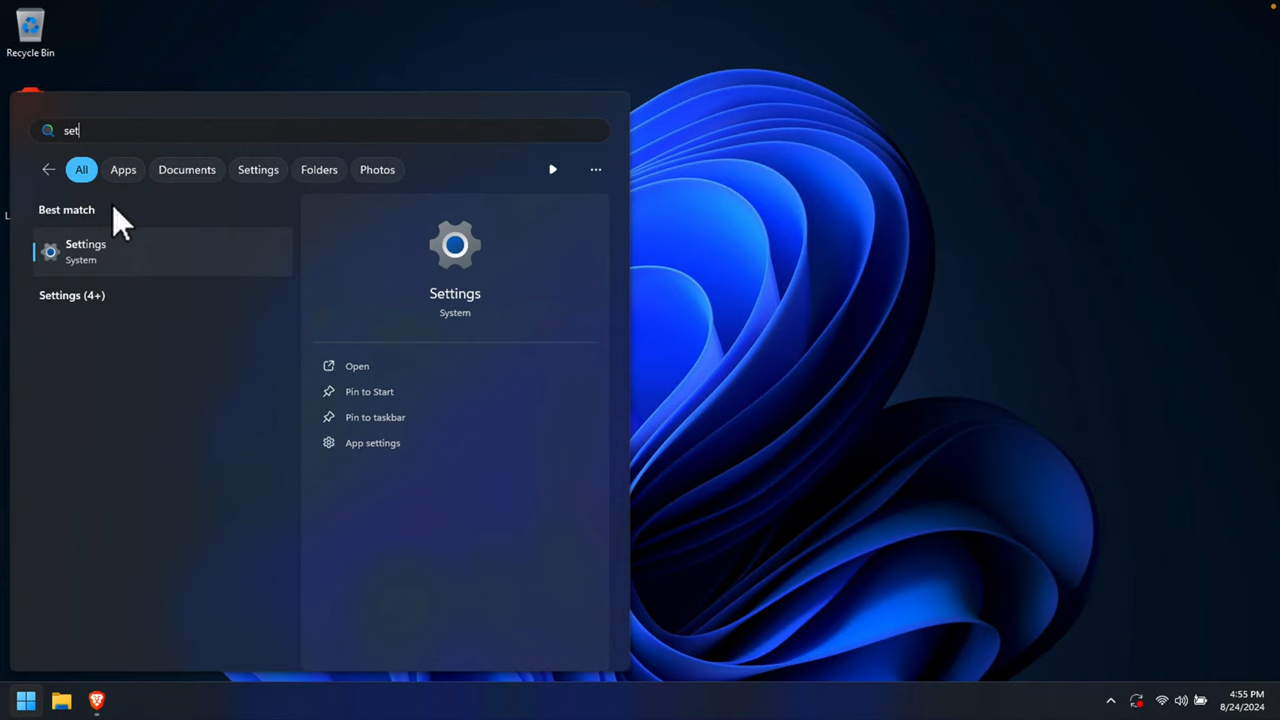 Recycle Bin
set
All
Apps
Documents
Settings
Folders
Photos
Best match
Settings
System
Settings (4+)
Settings
System
Open
Pin to Start
Pin to taskbar
App settings
L
4:55 PM
8/24/2024